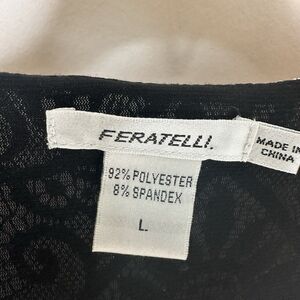 FERATELLI.
MADE IN
CHINA
92% POLYESTER
8% SPANDEX
L